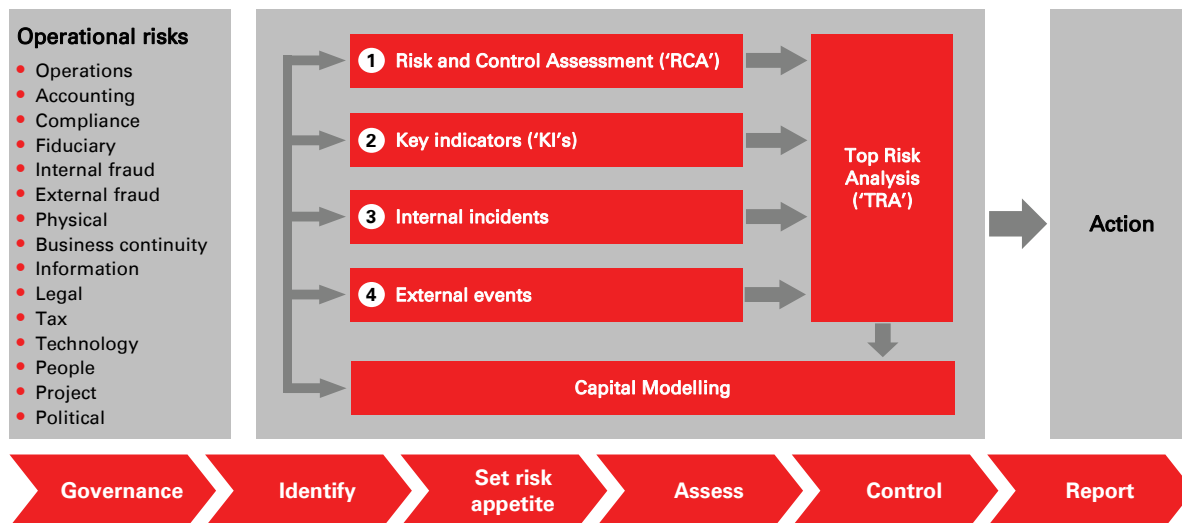 Operational risks
• Operations
• Accounting
• Compliance
• Fiduciary
• Internal fraud
• External fraud
• Physical
• Business continuity
• Information
• Legal
• Tax
• Technology
• People
• Project
• Political
1 Risk and Control Assessment (‘RCA’)
2 Key indicators (‘KI’s)
3 Internal incidents
4 External events
Top Risk
Analysis
(‘TRA’)
Capital Modelling
Action
Governance
Identify
Set risk
appetite
Assess
Control
Report